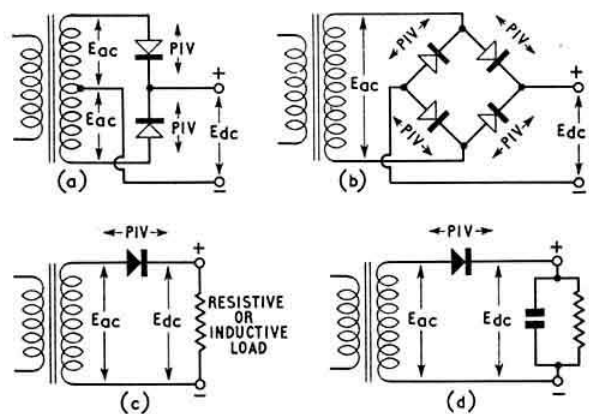 Eac
PIV
Eac
PIV
+
Edc
−
(a)
PIV
PIV
Eac
PIV
PIV
+
Edc
−
(b)
PIV
Eac
Edc
+
RESISTIVE
OR
INDUCTIVE
LOAD
−
(c)
PIV
Eac
Edc
+
−
(d)